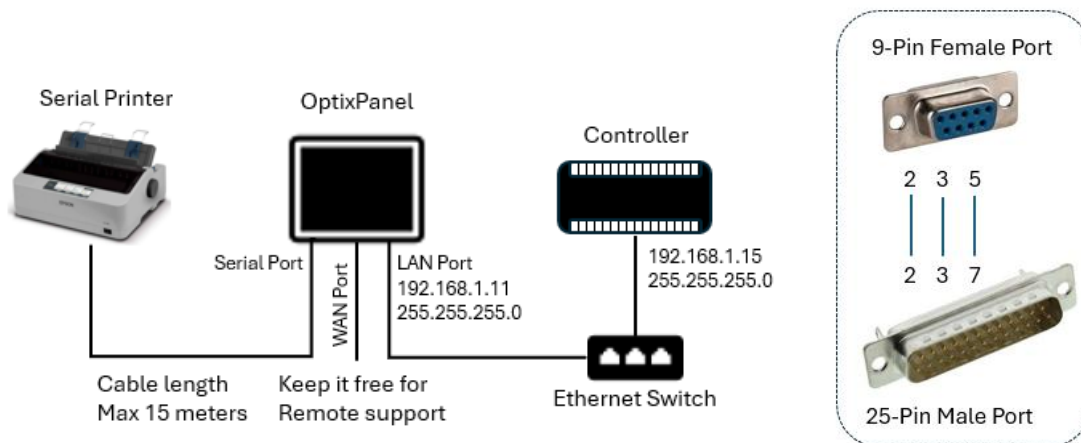 Serial Printer
OptixPanel
Controller
Serial Port
WAN Port
LAN Port
192.168.1.11
255.255.255.0
192.168.1.15
255.255.255.0
Cable length
Max 15 meters
Keep it free for
Remote support
Ethernet Switch
9-Pin Female Port
2 3 5
2 3 7
25-Pin Male Port